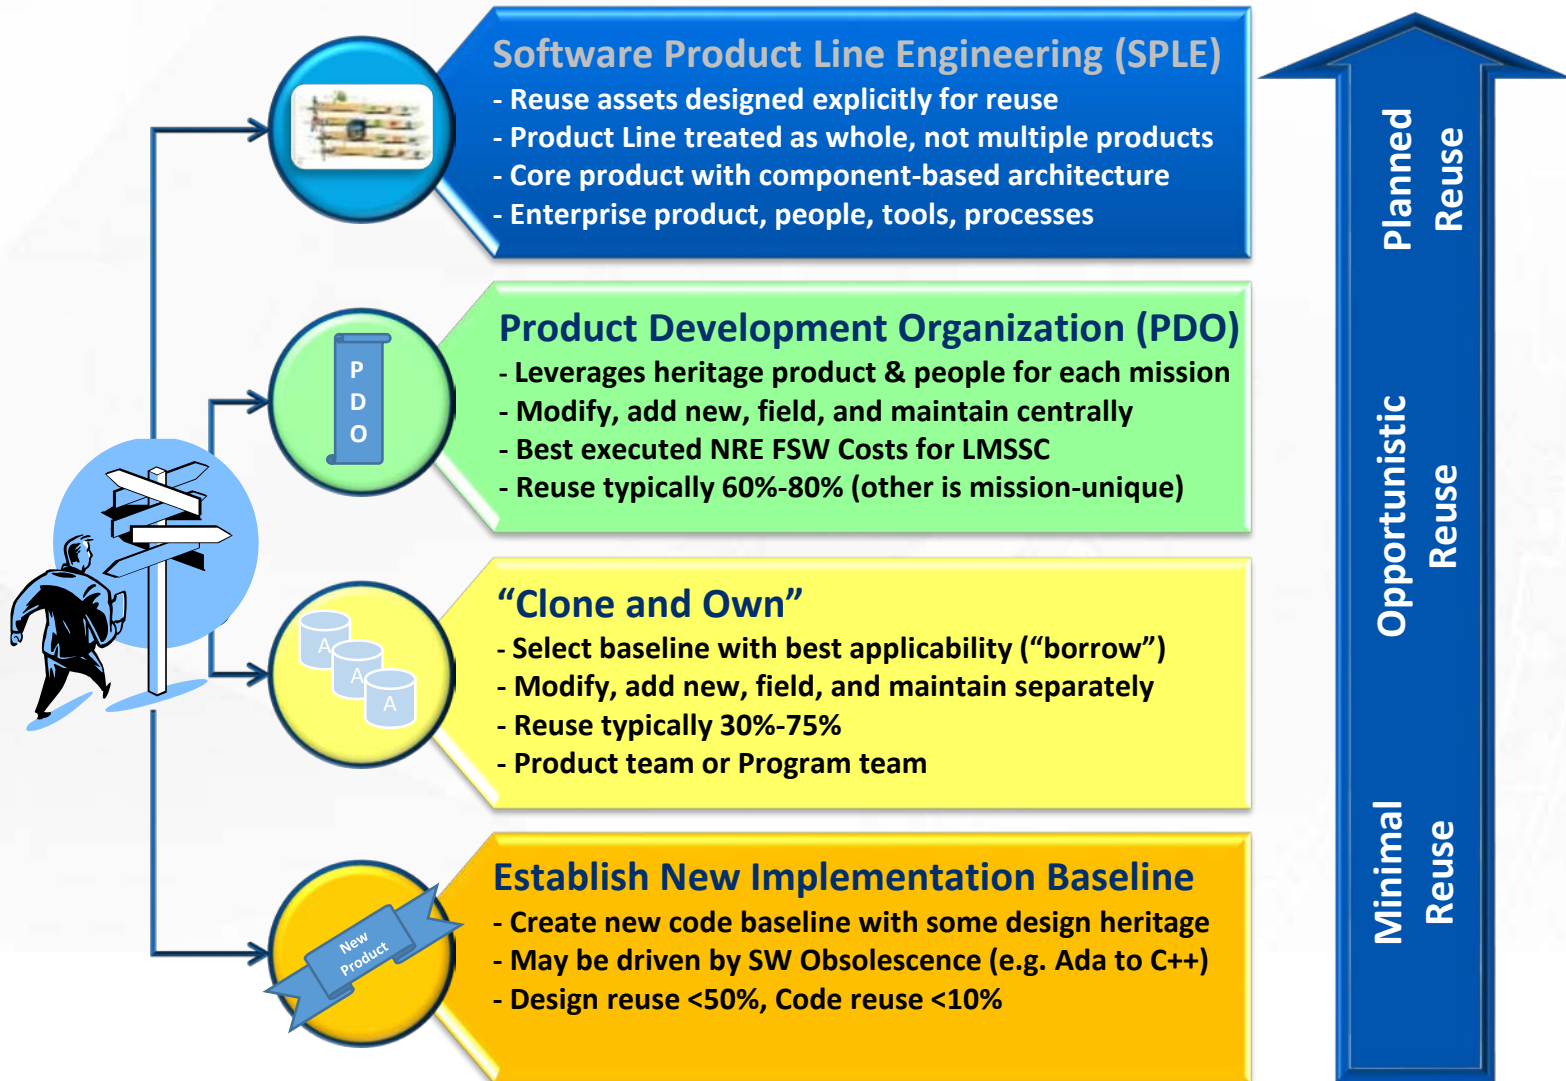 Software Product Line Engineering (SPLE)
- Reuse assets designed explicitly for reuse
- Product Line treated as whole, not multiple products
- Core product with component-based architecture
- Enterprise product, people, tools, processes
P
D
O
Product Development Organization (PDO)
- Leverages heritage product & people for each mission
- Modify, add new, field, and maintain centrally
- Best executed NRE FSW Costs for LMSSC
- Reuse typically 60%-80% (other is mission-unique)
A
A
A
“Clone and Own”
- Select baseline with best applicability (“borrow”)
- Modify, add new, field, and maintain separately
- Reuse typically 30%-75%
- Product team or Program team
New
Product
Establish New Implementation Baseline
- Create new code baseline with some design heritage
- May be driven by SW Obsolescence (e.g. Ada to C++)
- Design reuse <50%, Code reuse <10%
Planned
Reuse
Opportunistic
Reuse
Minimal
Reuse